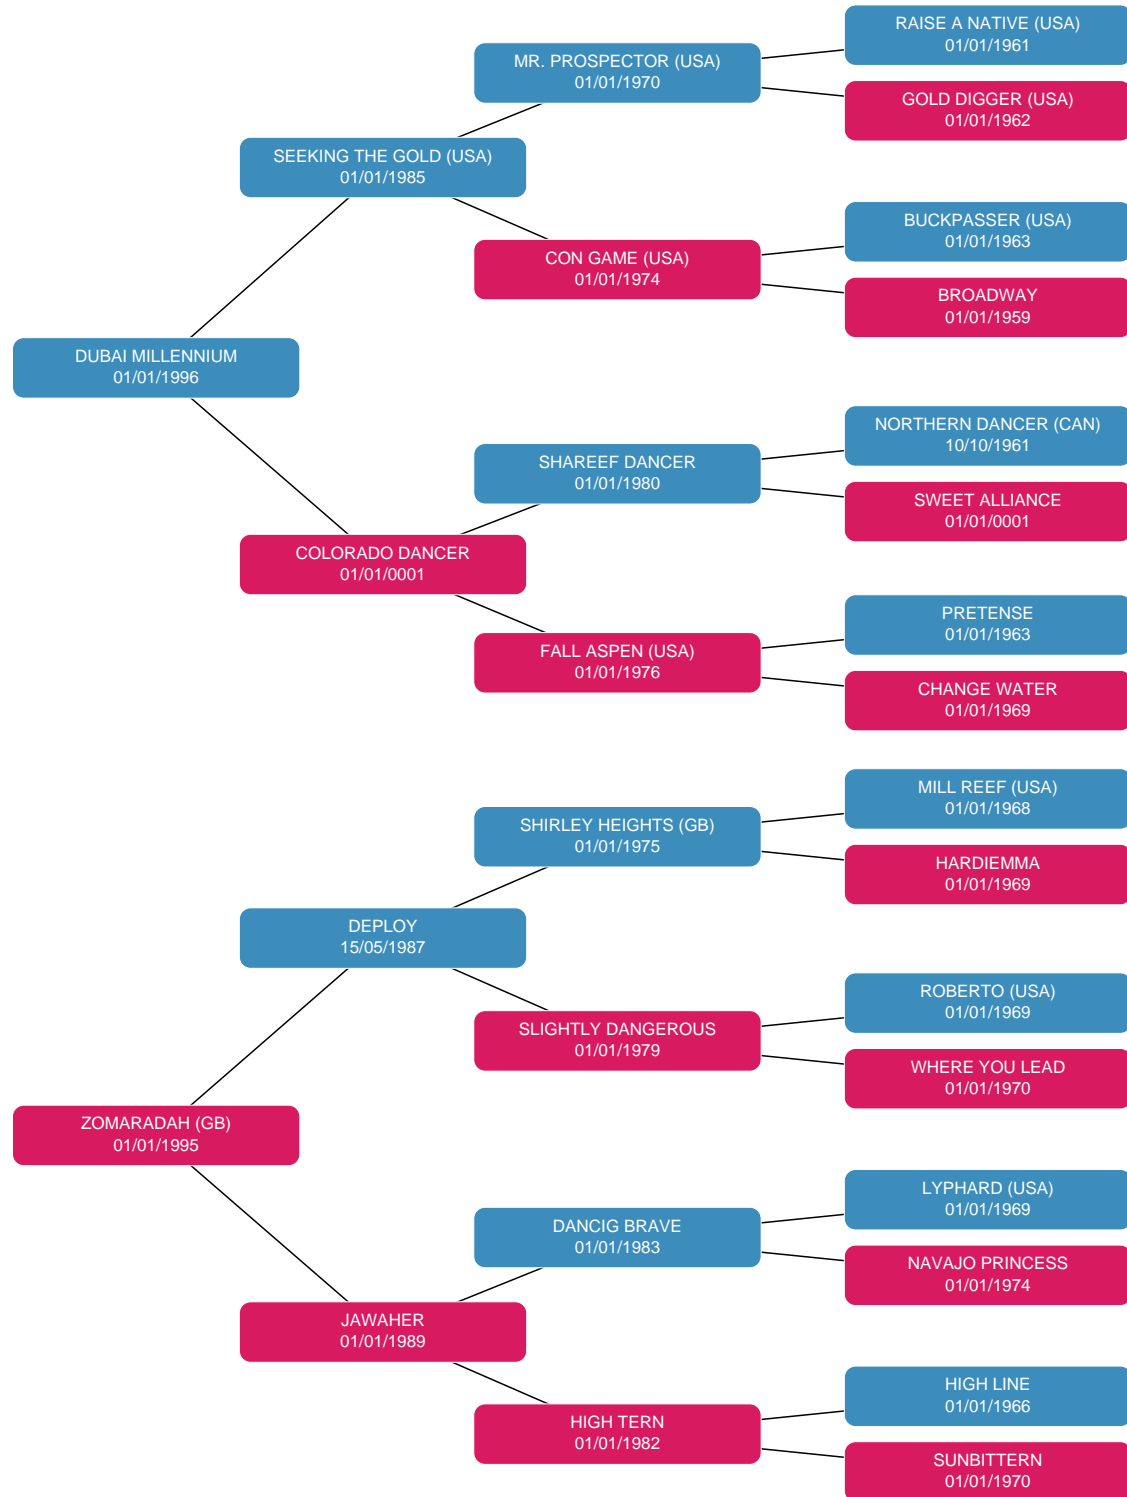 RAISE A NATIVE (USA)
01/01/1961
MR. PROSPECTOR (USA)
01/01/1970
GOLD DIGGER (USA)
01/01/1962
SEEKING THE GOLD (USA)
01/01/1985
BUCKPASSER (USA)
01/01/1963
CON GAME (USA)
01/01/1974
BROADWAY
01/01/1959
DUBAI MILLENNIUM
01/01/1996
NORTHERN DANCER (CAN)
10/10/1961
SHAREEF DANCER
01/01/1980
SWEET ALLIANCE
01/01/0001
COLORADO DANCER
01/01/0001
PRETENSE
01/01/1963
FALL ASPEN (USA)
01/01/1976
CHANGE WATER
01/01/1969
MILL REEF (USA)
01/01/1968
SHIRLEY HEIGHTS (GB)
01/01/1975
HARDIEMMA
01/01/1969
DEPLOY
15/05/1987
ROBERTO (USA)
01/01/1969
SLIGHTLY DANGEROUS
01/01/1979
WHERE YOU LEAD
01/01/1970
ZOMARADAH (GB)
01/01/1995
LYPHARD (USA)
01/01/1969
DANCIG BRAVE
01/01/1983
NAVAJO PRINCESS
01/01/1974
JAWAHER
01/01/1989
HIGH LINE
01/01/1966
HIGH TERN
01/01/1982
SUNBITTERN
01/01/1970